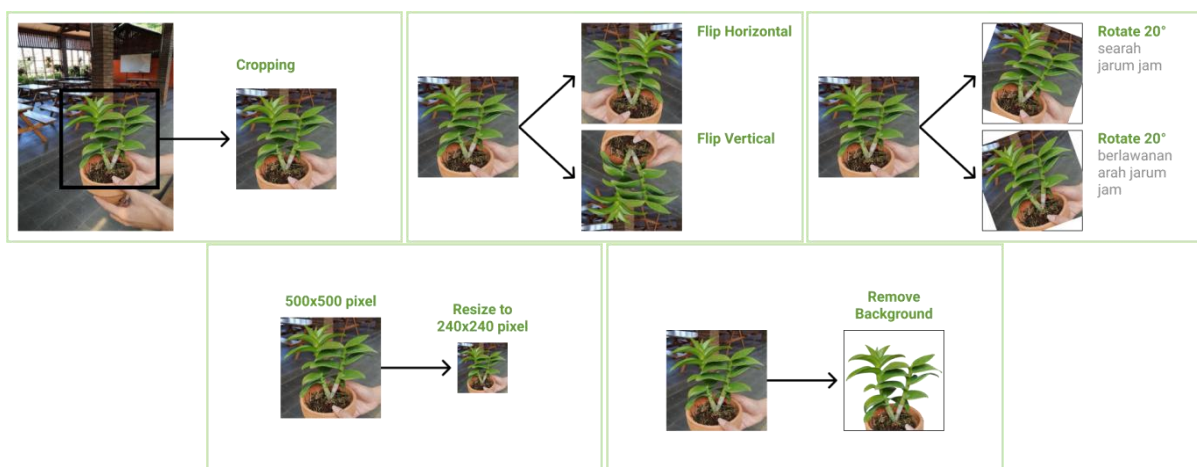 Cropping
Flip Horizontal
Flip Vertical
Rotate 20°
searah
jarum jam
Rotate 20°
berlawanan
arah jarum
jam
500x500 pixel
Resize to
240x240 pixel
Remove
Background